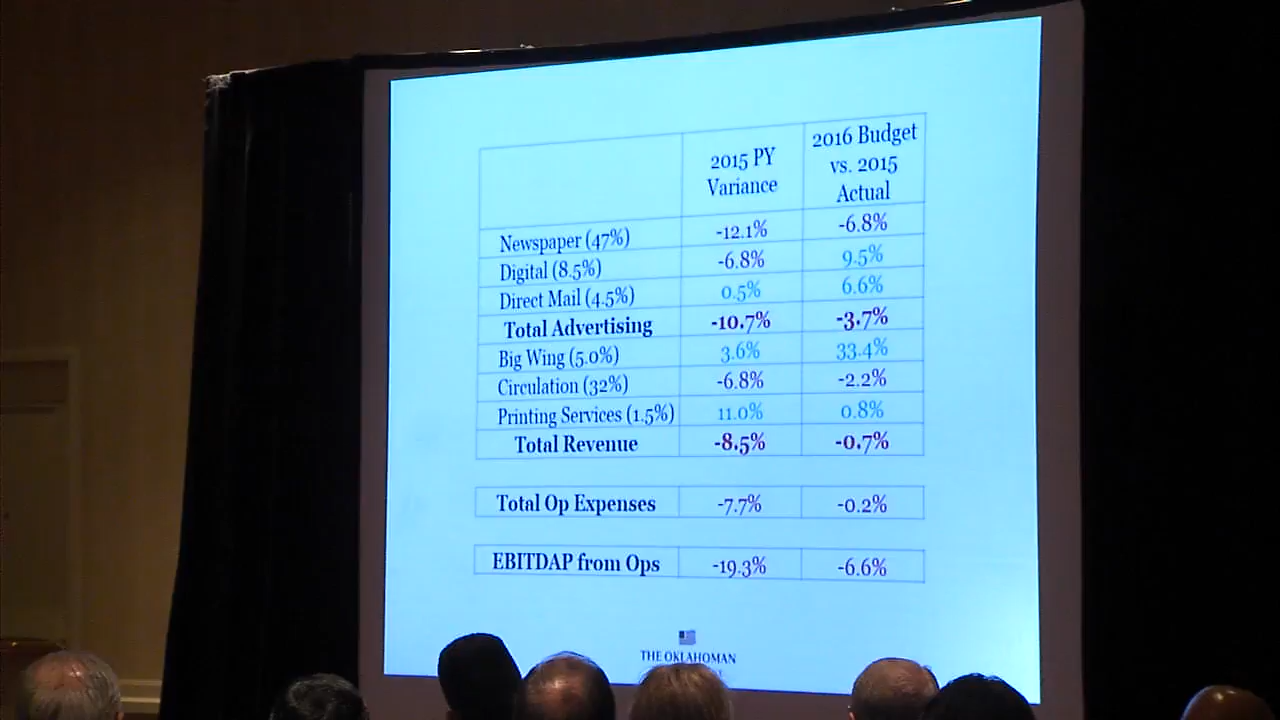 2015 PY Variance
2016 Budget vs. 2015 Actual
Newspaper (47%) -12.1% -6.8%
Digital (8.5%) -6.8% 9.5%
Direct Mail (4.5%) 0.5% 6.6%
Total Advertising -10.7% -3.7%
Big Wing (5.0%) 3.6% 33.4%
Circulation (32%) -6.8% -2.2%
Printing Services (1.5%) 11.0% 0.8%
Total Revenue -8.5% -0.7%
Total Op Expenses -7.7% -0.2%
EBITDAP from Ops -19.3% -6.6%
THE OKLAHOMAN